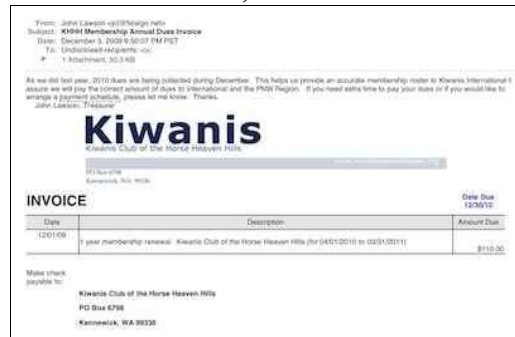 From: John Lawson
Subject: KHHH Membership Annual Dues Invoice
Date: December 3, 2009 9:50:07 PM PST
To: Undisclosed-recipients:
1 Attachment, 30.3 KB
As we did last year, 2010 dues are being collected during December. This helps us provide an accurate membership roster to Kiwanis International
assure we will pay the correct amount of dues to International and the PNW Region. If you need extra time to pay your dues or if you would like to
arrange a payment schedule, please let me know. Thanks.
John Lawson, Treasurer
Kiwanis
Kiwanis Club of the Horse Heaven Hills
PO Box 6798
Kennewick, WA 99336
INVOICE
Date Due
12/30/10
Date Description Amount Due
12/01/09
1 year membership renewal. Kiwanis Club of the Horse Heaven Hills (for 04/01/2010 to 03/31/2011)
$110.00
Make check
payable to:
Kiwanis Club of the Horse Heaven Hills
PO Box 6798
Kennewick, WA 99336